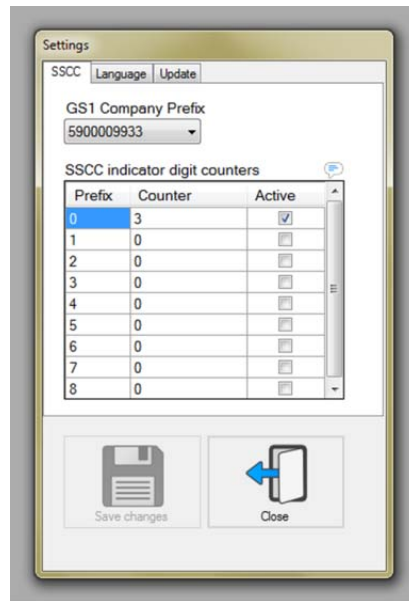 Settings
SSCC Language Update
GS1 Company Prefix
5900009933
SSCC indicator digit counters
Prefix Counter Active
0 3
1 0
2 0
3 0
4 0
5 0
6 0
7 0
8 0
Save changes Close